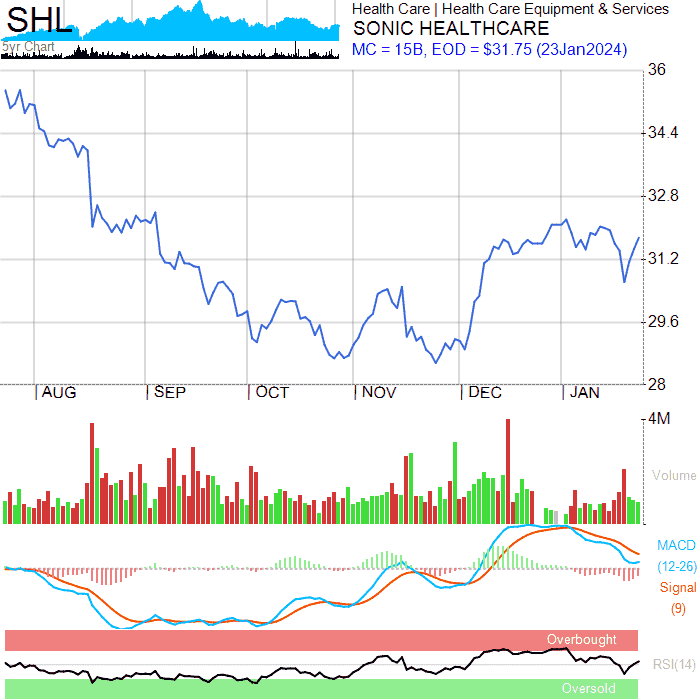 SHL
5yr Chart
Health Care | Health Care Equipment & Services
SONIC HEALTHCARE
MC = 15B, EOD = $31.75 (23Jan2024)
36
34.4
32.8
31.2
29.6
28
AUG
SEP
OCT
NOV
DEC
JAN
4M
Volume
MACD
(12-26)
Signal
(9)
Overbought
RSI(14)
Oversold